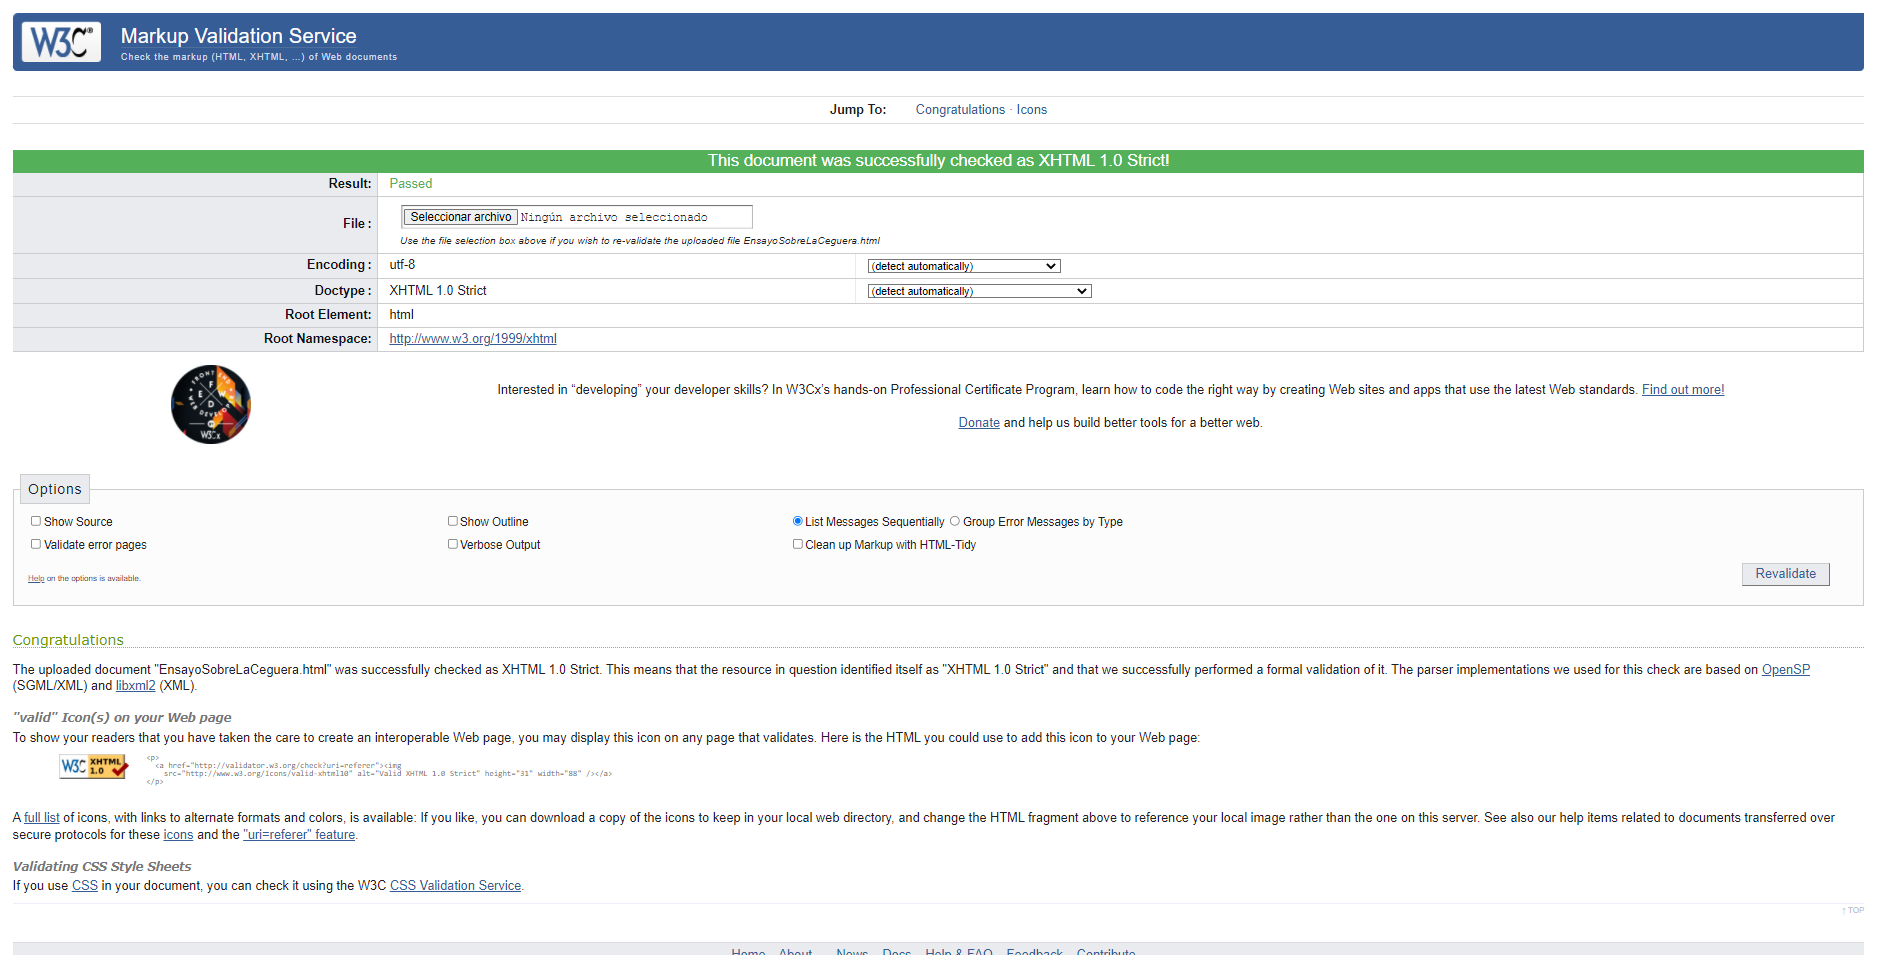 W3C®
Markup Validation Service
Check the markup (HTML, XHTML, ...) of Web documents
Jump To: Congratulations · Icons
This document was successfully checked as XHTML 1.0 Strict!
Result: Passed
File : Seleccionar archivo Ningún archivo seleccionado
Use the file selection box above if you wish to re-validate the uploaded file EnsayoSobreLaCeguera.html
Encoding : utf-8 (detect automatically)
Doctype : XHTML 1.0 Strict (detect automatically)
Root Element: html
Root Namespace: http://www.w3.org/1999/xhtml
FRONT END
F E W D
WEB DEVELOPER
W3Cx
Interested in “developing” your developer skills? In W3Cx’s hands-on Professional Certificate Program, learn how to code the right way by creating Web sites and apps that use the latest Web standards. Find out more!
Donate and help us build better tools for a better web.
Options
Show Source Show Outline List Messages Sequentially Group Error Messages by Type
Validate error pages Verbose Output Clean up Markup with HTML-Tidy
Help on the options is available.
Revalidate
Congratulations
The uploaded document "EnsayoSobreLaCeguera.html" was successfully checked as XHTML 1.0 Strict. This means that the resource in question identified itself as "XHTML 1.0 Strict" and that we successfully performed a formal validation of it. The parser implementations we used for this check are based on OpenSP
(SGML/XML) and libxml2 (XML).
"valid" Icon(s) on your Web page
To show your readers that you have taken the care to create an interoperable Web page, you may display this icon on any page that validates. Here is the HTML you could use to add this icon to your Web page:
W3C XHTML 1.0
<p>
<a href="http://validator.w3.org/check?uri=referer"><img
src="http://www.w3.org/Icons/valid-xhtml10" alt="Valid XHTML 1.0 Strict" height="31" width="88" /></a>
</p>
A full list of icons, with links to alternate formats and colors, is available: If you like, you can download a copy of the icons to keep in your local web directory, and change the HTML fragment above to reference your local image rather than the one on this server. See also our help items related to documents transferred over
secure protocols for these icons and the "uri=referer" feature.
Validating CSS Style Sheets
If you use CSS in your document, you can check it using the W3C CSS Validation Service.
↑ TOP
Home About... News Docs Help & FAQ Feedback Contribute